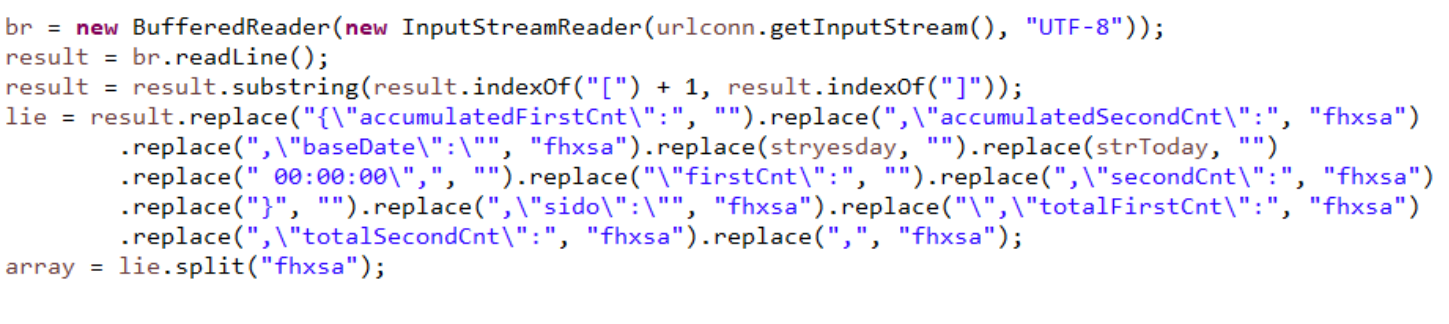 br = new BufferedReader(new InputStreamReader(urlconn.getInputStream(), "UTF-8"));
result = br.readLine();
result = result.substring(result.indexOf("[") + 1, result.indexOf("]"));
lie = result.replace("{\"accumulatedFirstCnt\":", "").replace(",\"accumulatedSecondCnt\":", "fhxsa")
.replace(",\"baseDate\":\"", "fhxsa").replace(stryesday, "").replace(strToday, "")
.replace(" 00:00:00\",", "").replace("\"firstCnt\":", "").replace(",\"secondCnt\":", "fhxsa")
.replace("}", "").replace(",\"sido\":\"", "fhxsa").replace("\",\"totalFirstCnt\":", "fhxsa")
.replace(",\"totalSecondCnt\":", "fhxsa").replace(",", "fhxsa");
array = lie.split("fhxsa");